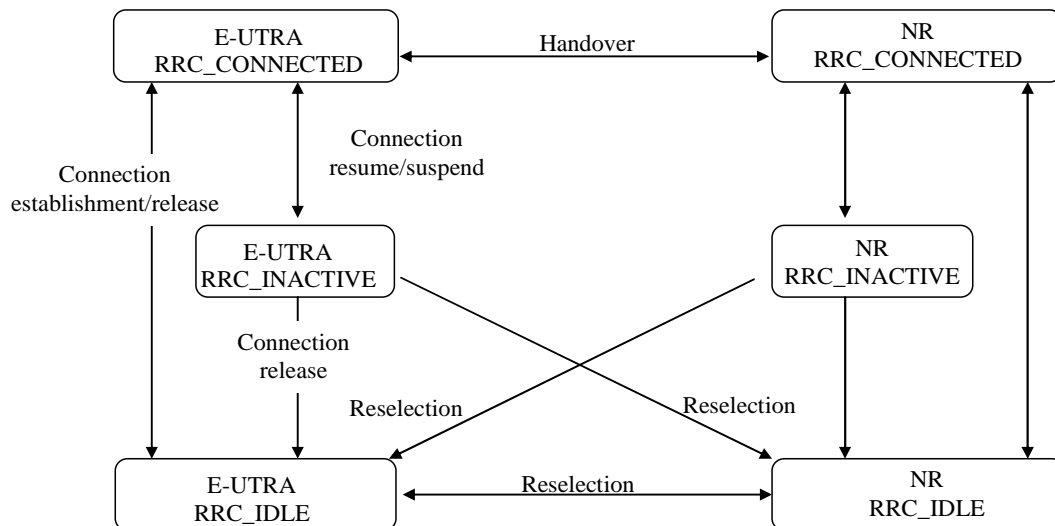 E-UTRA
RRC_CONNECTED
Handover
NR
RRC_CONNECTED
Connection
resume/suspend
Connection
establishment/release
E-UTRA
RRC_INACTIVE
NR
RRC_INACTIVE
Connection
release
Reselection
Reselection
E-UTRA
RRC_IDLE
Reselection
NR
RRC_IDLE